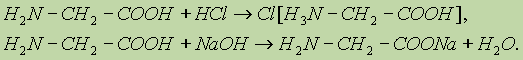 H₂N–CH₂–COOH + HCl → Cl[H₃N–CH₂–COOH],
H₂N–CH₂–COOH + NaOH → H₂N–CH₂–COONa + H₂O.